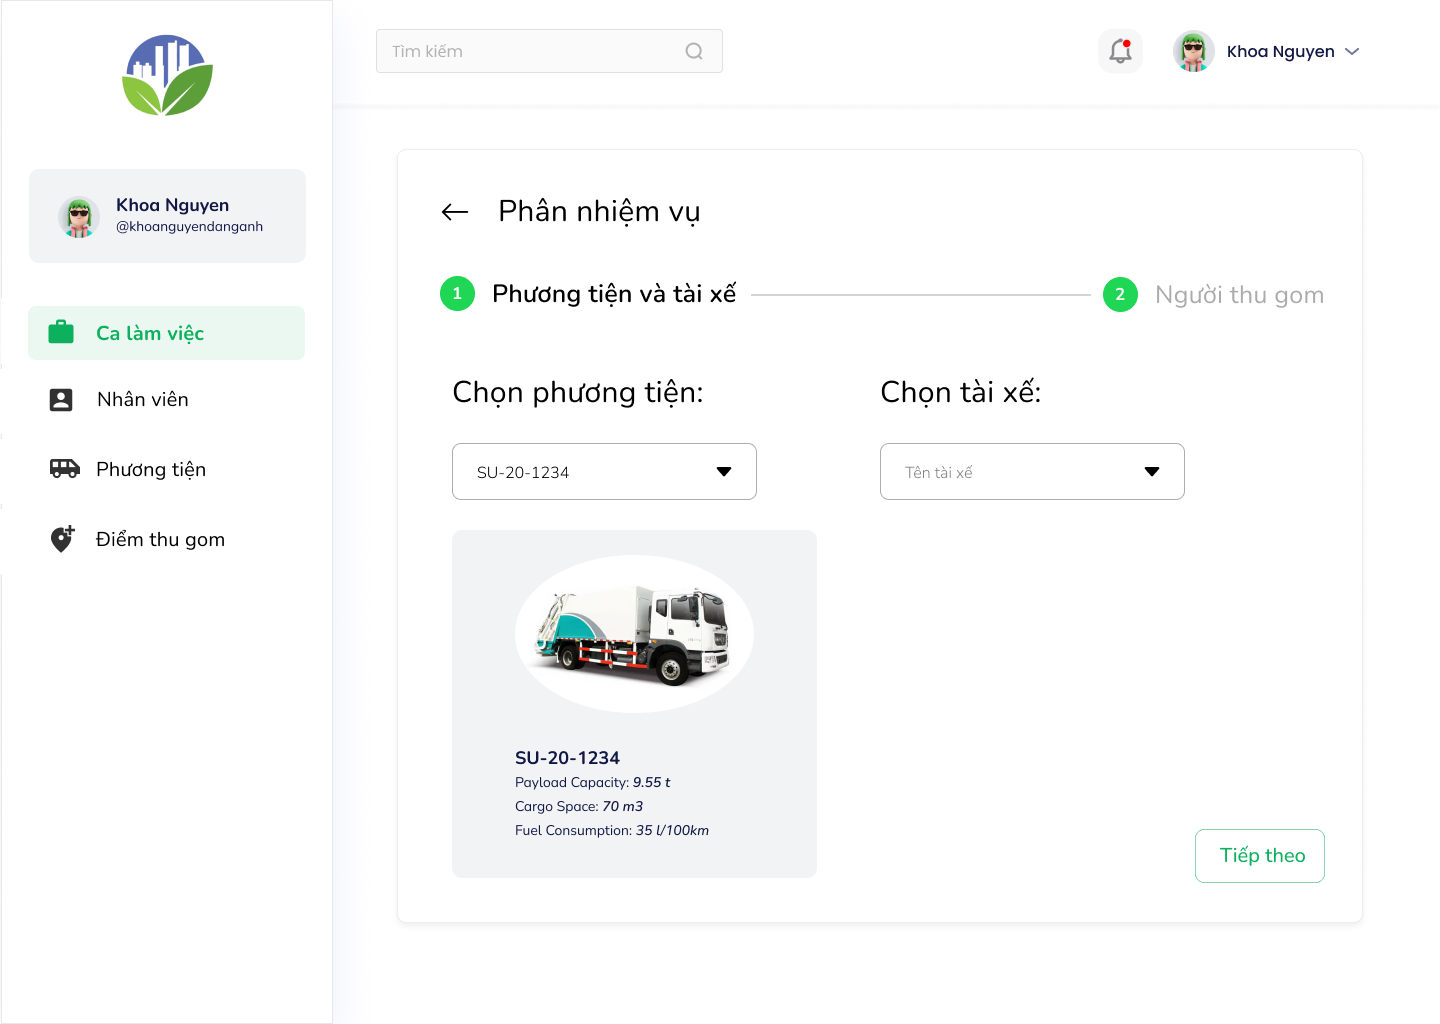 Tìm kiếm
Khoa Nguyen
Khoa Nguyen
@khoanguyendanganh
Ca làm việc
Nhân viên
Phương tiện
Điểm thu gom
Phân nhiệm vụ
1 Phương tiện và tài xế
2 Người thu gom
Chọn phương tiện:
SU-20-1234
Chọn tài xế:
Tên tài xế
SU-20-1234
Payload Capacity: 9.55 t
Cargo Space: 70 m3
Fuel Consumption: 35 l/100km
Tiếp theo